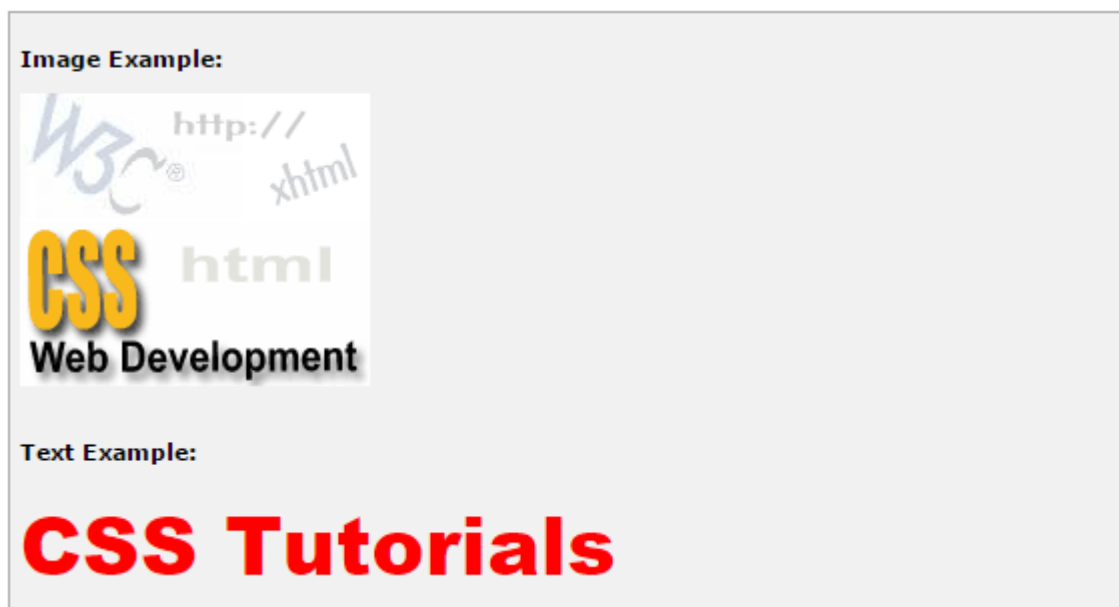 Image Example:
W3C®
http://
xhtml
CSS
html
Web Development
Text Example:
CSS Tutorials